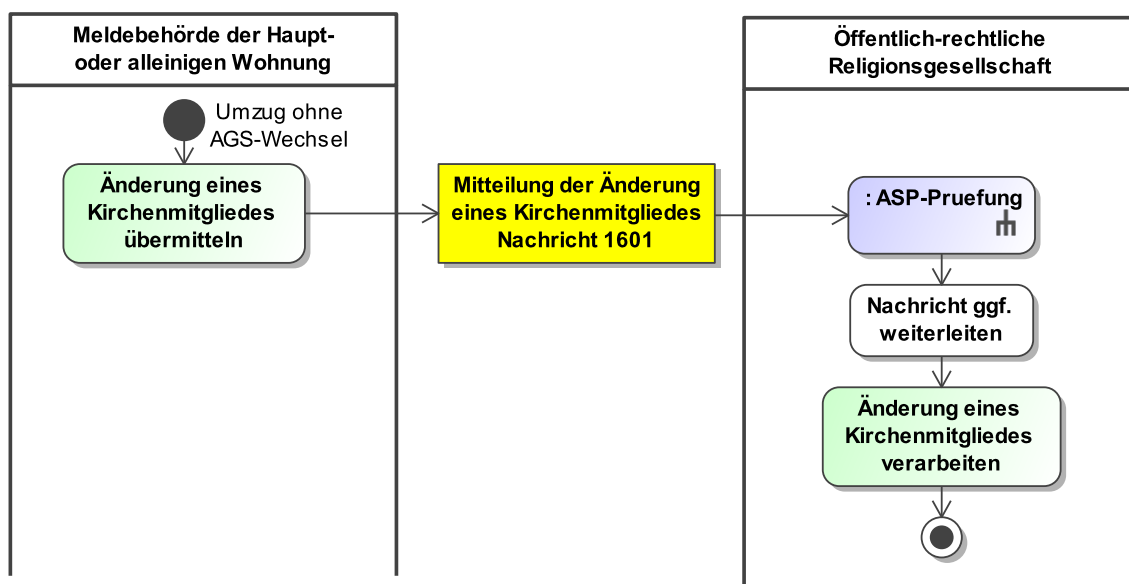 Meldebehörde der Haupt-
oder alleinigen Wohnung
Umzug ohne
AGS-Wechsel
Änderung eines
Kirchenmitgliedes
übermitteln
Mitteilung der Änderung
eines Kirchenmitgliedes
Nachricht 1601
Öffentlich-rechtliche
Religionsgesellschaft
: ASP-Pruefung
Nachricht ggf.
weiterleiten
Änderung eines
Kirchenmitgliedes
verarbeiten